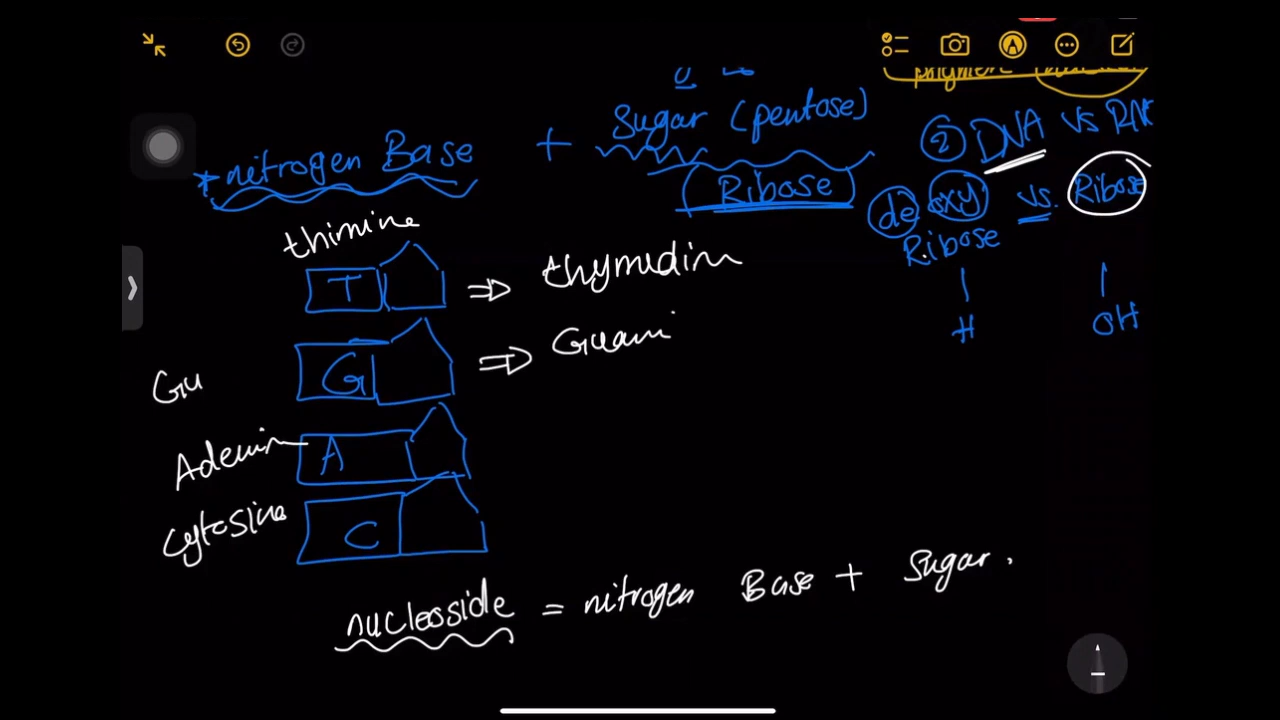 Sugar (pentose)
② DNA vs RN
*nitrogen Base +
Ribose
de oxy vs. Ribose
Ribose
thimine
T ⇒ thymidin
H OH
G ⇒ Guani
Gu
Adenin A
cytosine C
nucleosside = nitrogen Base + Sugar.